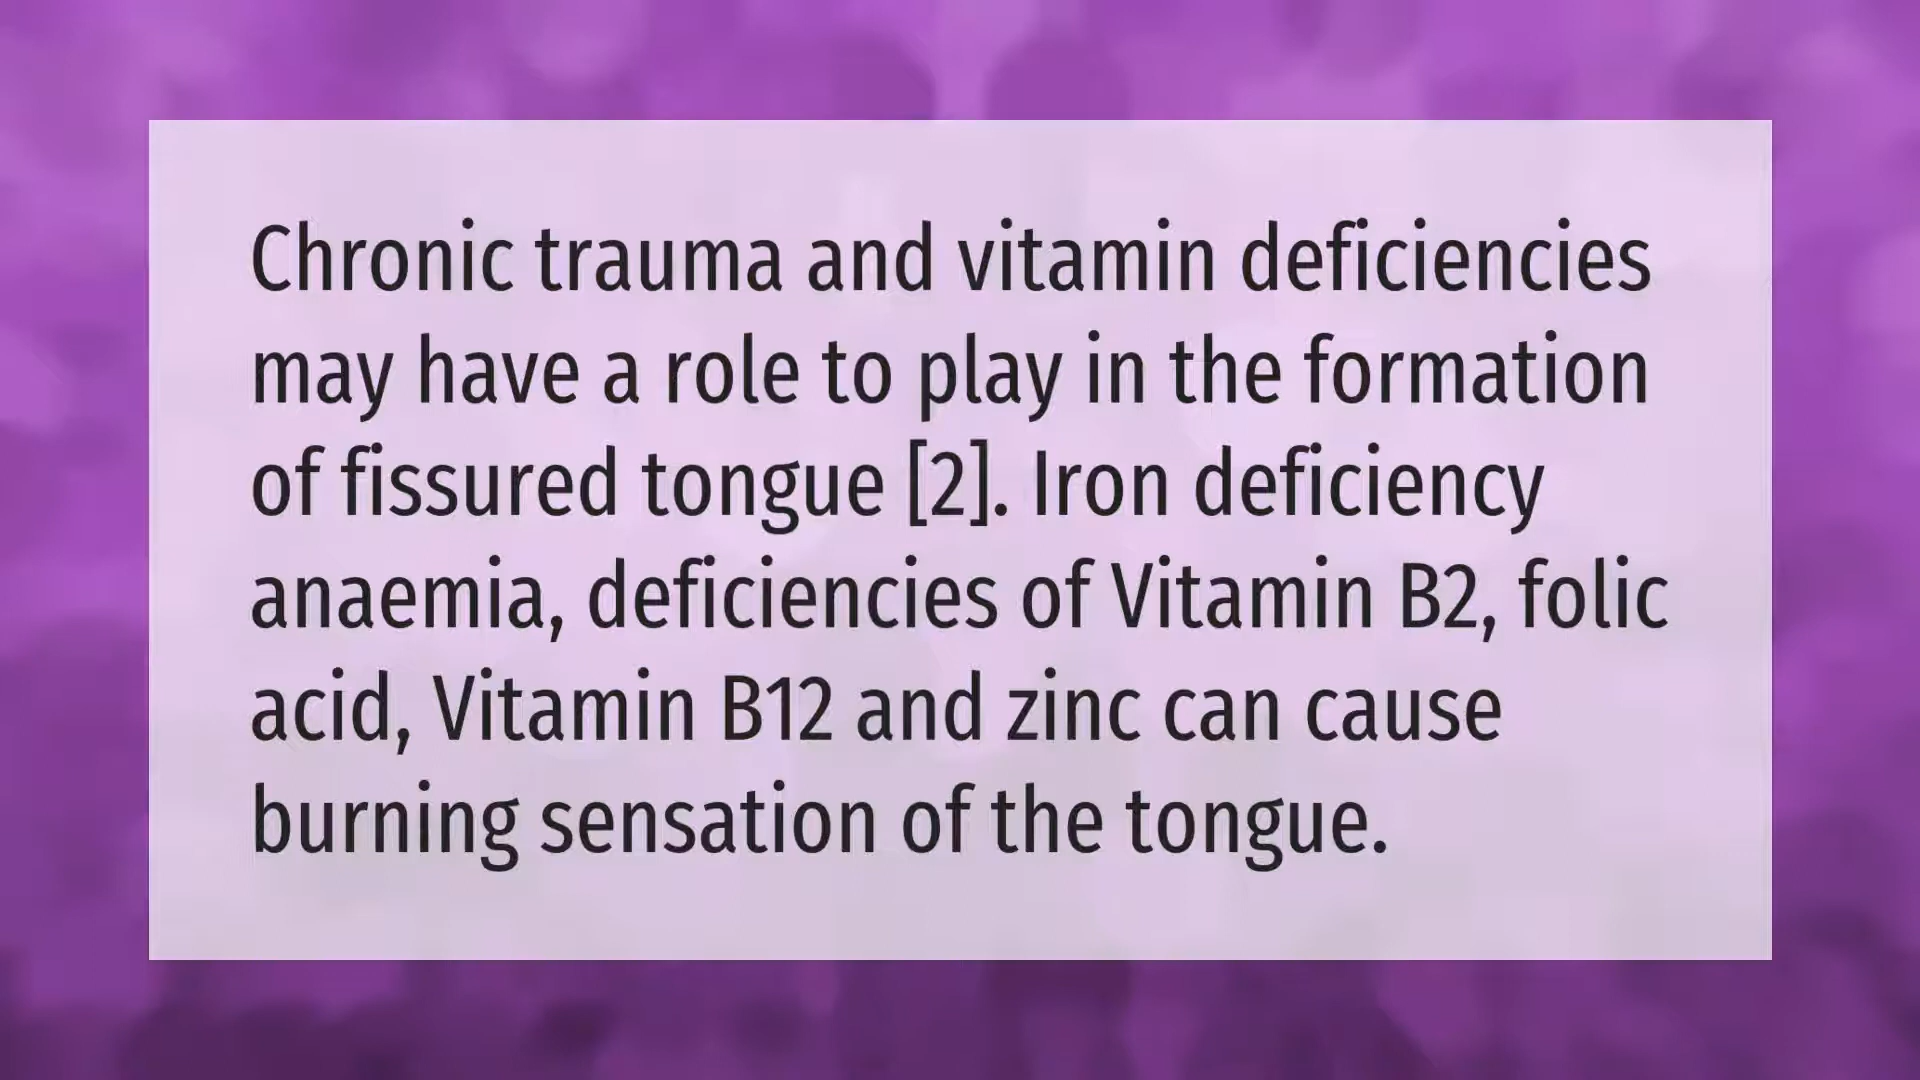 Chronic trauma and vitamin deficiencies
may have a role to play in the formation
of fissured tongue [2]. Iron deficiency
anaemia, deficiencies of Vitamin B2, folic
acid, Vitamin B12 and zinc can cause
burning sensation of the tongue.